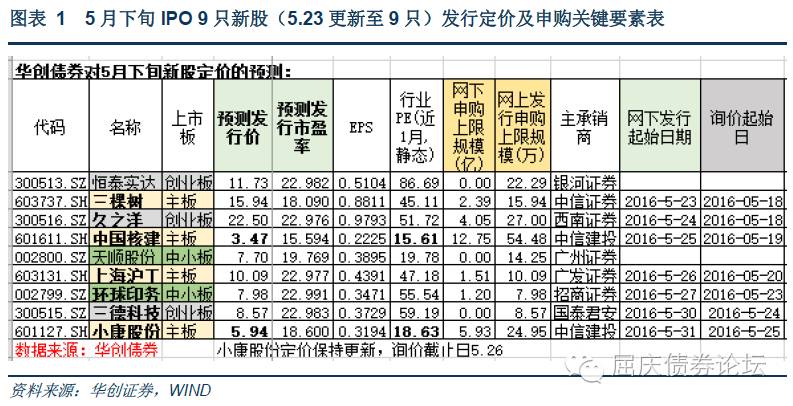 图表 1 5月下旬IPO 9只新股（5.23更新至9只）发行定价及申购关键要素表
华创债券对5月下旬新股定价的预测：
代码 名称 上市板 预测发行价 预测发行市盈率 EPS 行业PE(近1月,静态) 网下申购上限规模(亿) 网上发行申购上限规模(万) 主承销商 网下发行起始日期 询价起始日
300513.SZ 恒泰实达 创业板 11.73 22.982 0.5104 86.69 0.00 22.29 银河证券
603737.SH 三棵树 主板 15.94 18.090 0.8811 45.11 2.39 15.94 中信证券 2016-5-23 2016-05-18
300516.SZ 久之洋 创业板 22.50 22.976 0.9793 51.72 4.05 27.00 西南证券 2016-5-24 2016-05-18
601611.SH 中国核建 主板 3.47 15.594 0.2225 15.61 12.75 54.48 中信建投 2016-5-25 2016-05-19
002800.SZ 天顺股份 中小板 7.70 19.769 0.3895 19.78 0.00 14.25 广州证券
603131.SH 上海沪工 主板 10.09 22.977 0.4391 47.18 1.51 10.09 广发证券 2016-5-26 2016-05-20
002799.SZ 环球印务 中小板 7.98 22.991 0.3471 55.54 1.20 7.98 招商证券 2016-5-27 2016-05-23
300515.SZ 三德科技 创业板 8.57 22.983 0.3729 59.19 0.00 8.57 国泰君安 2016-5-30 2016-5-24
601127.SH 小康股份 主板 5.94 18.600 0.3194 18.63 5.93 24.95 中信建投 2016-5-31 2016-5-25
数据来源：华创债券 小康股份定价保持更新，询价截止日5.26
屈庆债券论坛
资料来源：华创证券，WIND